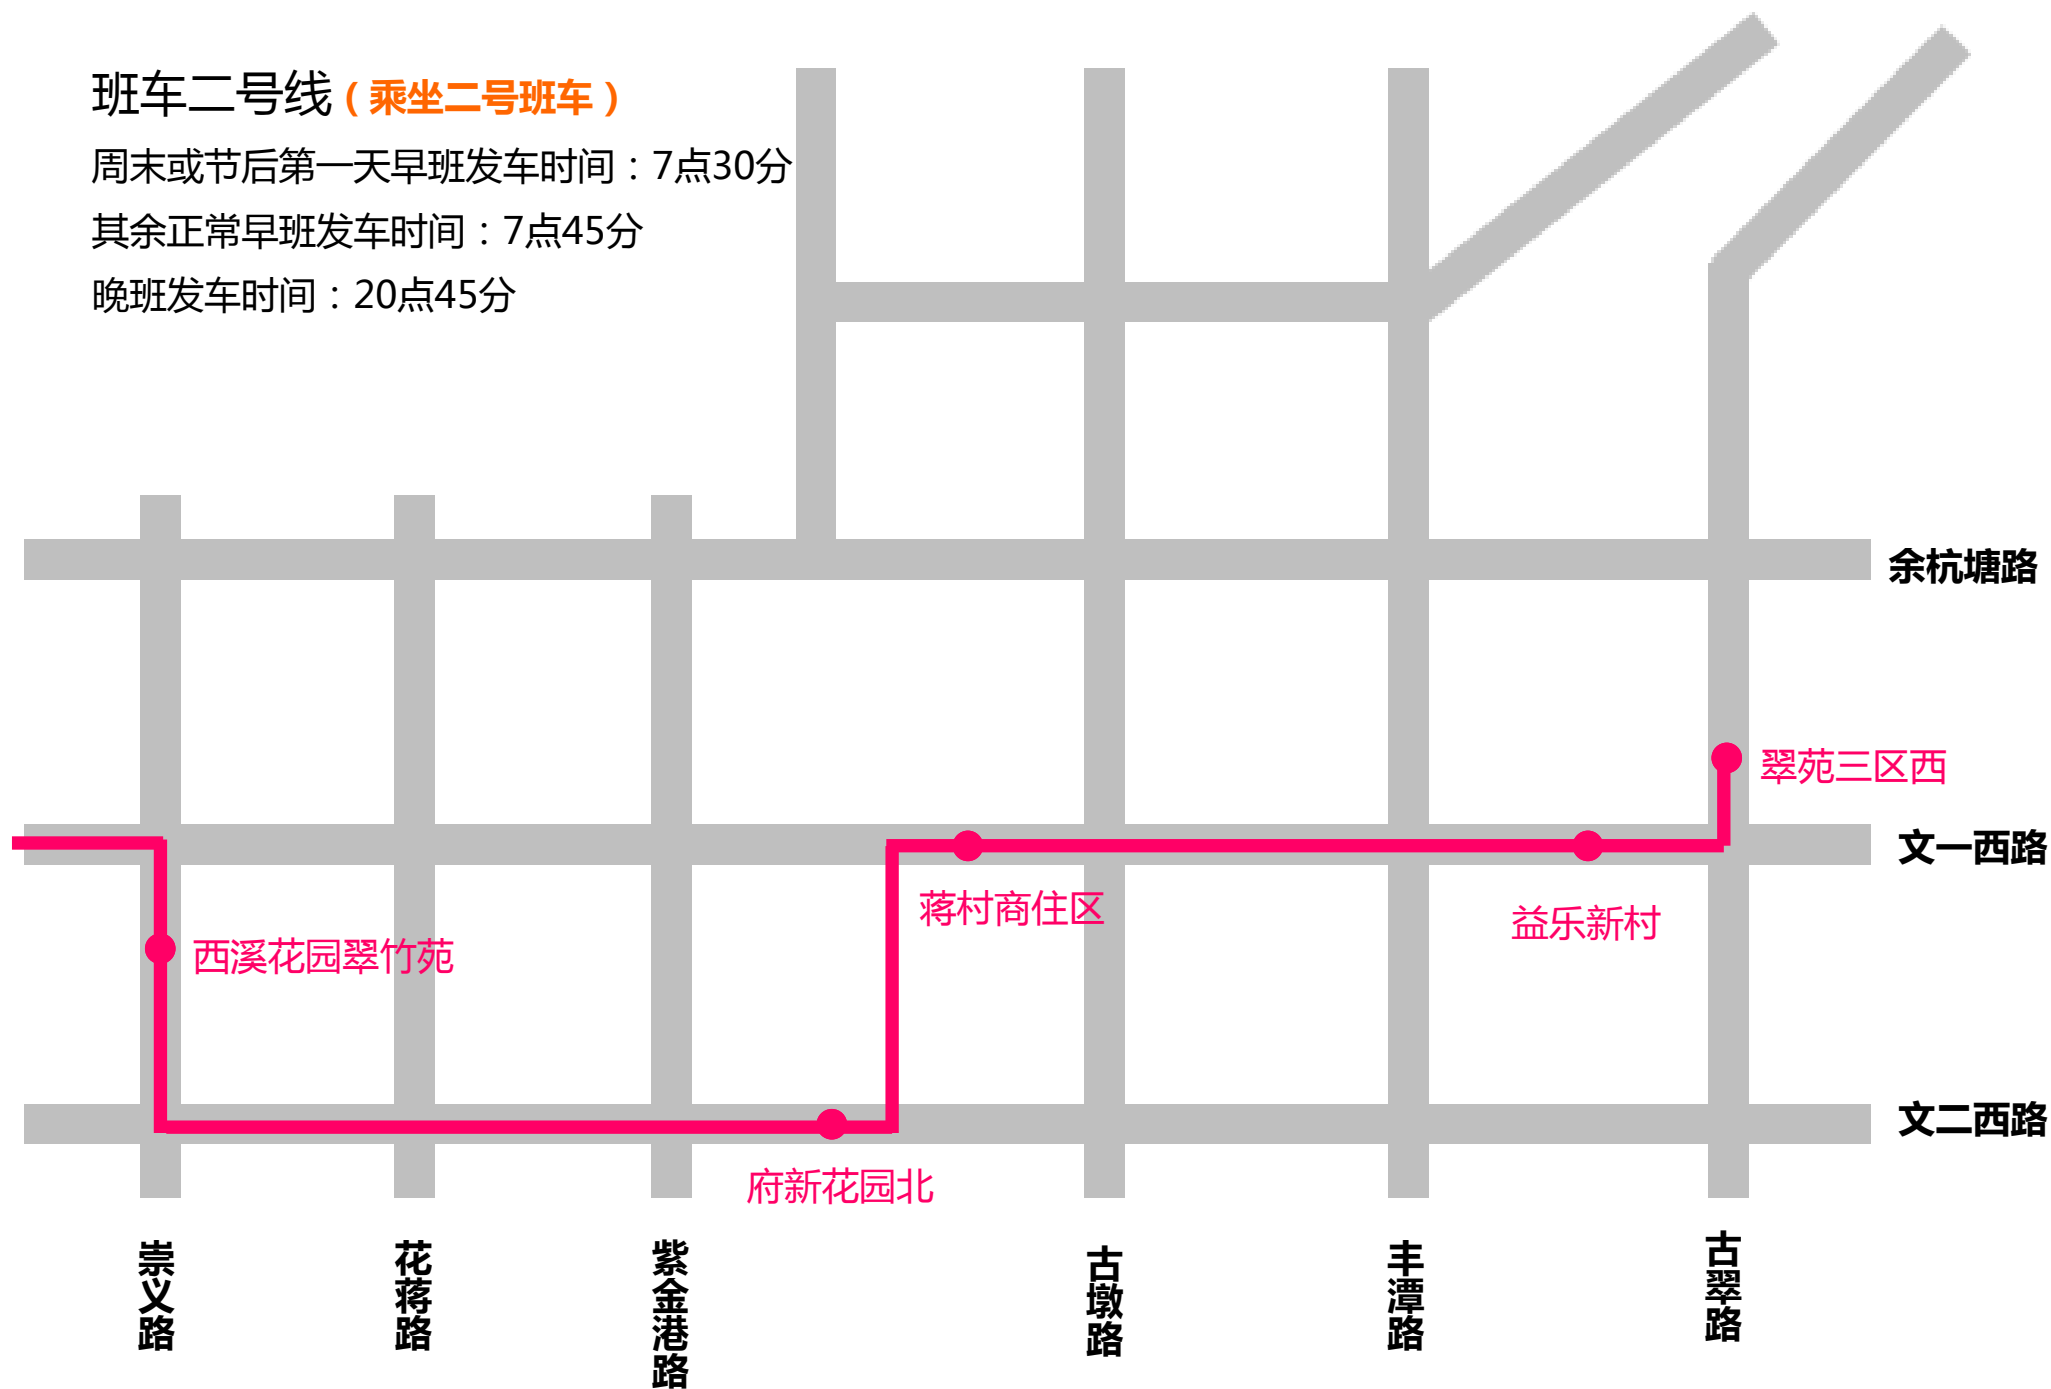 班车二号线（乘坐二号班车）
周末或节后第一天早班发车时间：7点30分
其余正常早班发车时间：7点45分
晚班发车时间：20点45分
余杭塘路
翠苑三区西
文一西路
蒋村商住区
益乐新村
西溪花园翠竹苑
文二西路
府新花园北
崇义路
花蒋路
紫金港路
古墩路
丰潭路
古翠路